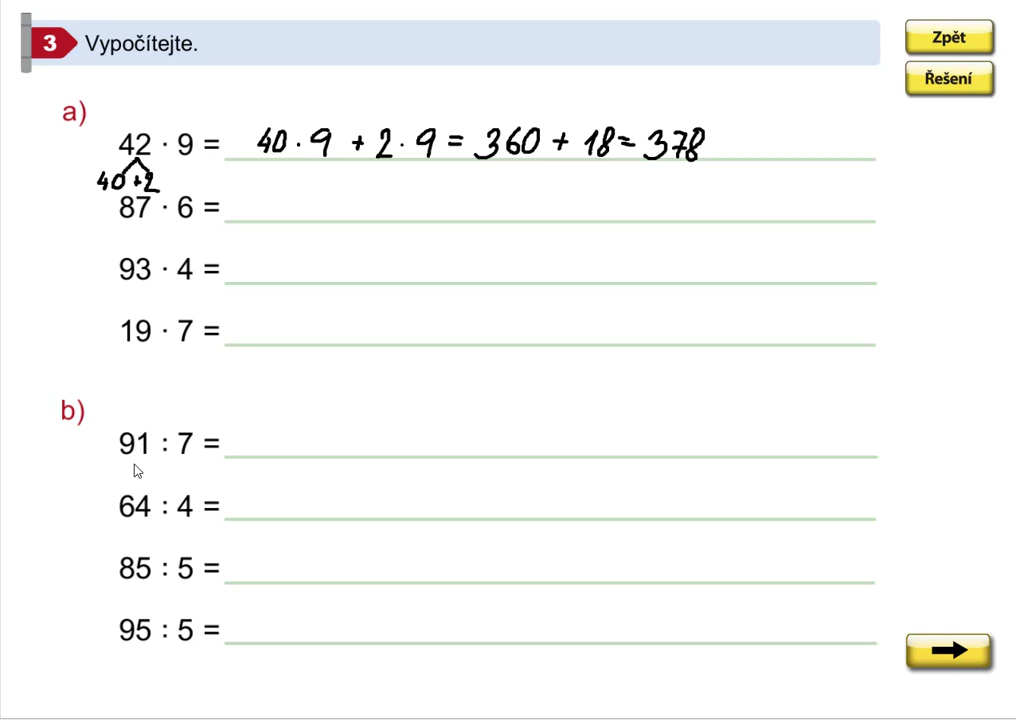 3 Vypočítejte.
Zpět
Řešení
a)
42 · 9 = 40 · 9 + 2 · 9 = 360 + 18 = 378
40 + 2
87 · 6 =
93 · 4 =
19 · 7 =
b)
91 : 7 =
64 : 4 =
85 : 5 =
95 : 5 =